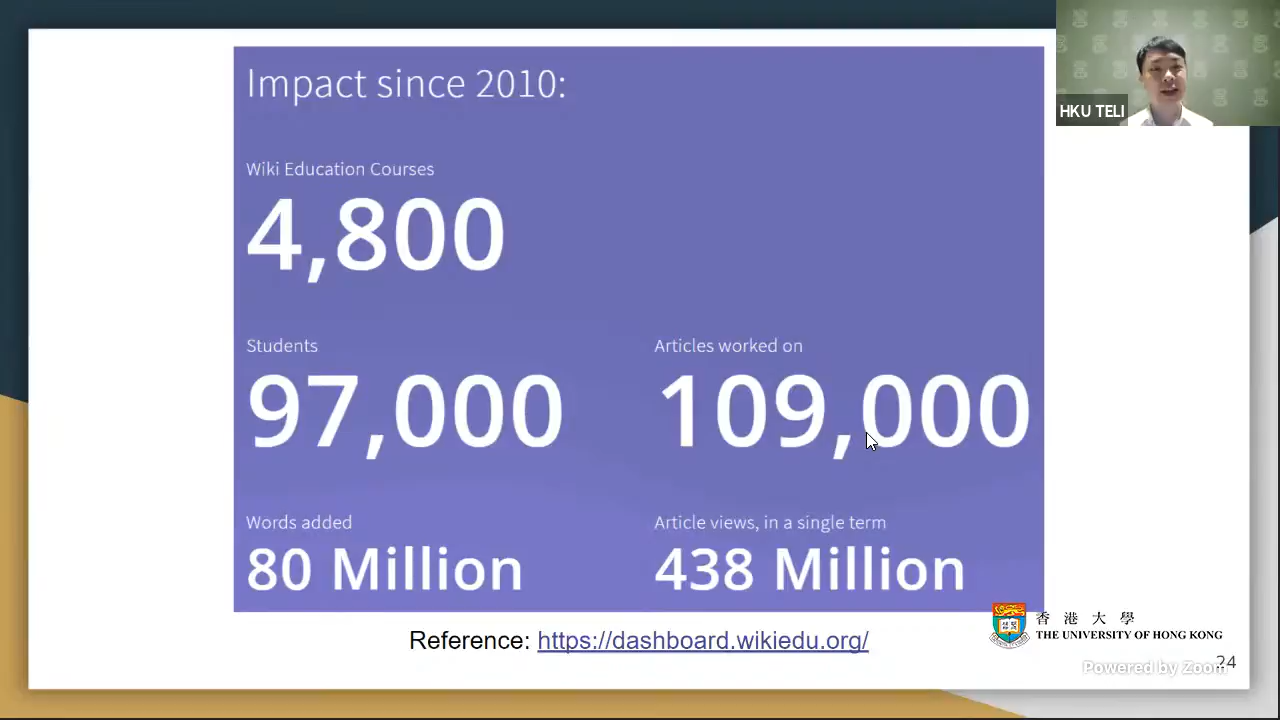 Impact since 2010:
Wiki Education Courses
4,800
Students
97,000
Articles worked on
109,000
Words added
80 Million
Article views, in a single term
438 Million
Reference: https://dashboard.wikiedu.org/
香港大學
THE UNIVERSITY OF HONG KONG
24
Powered by Zoom
HKU TELI